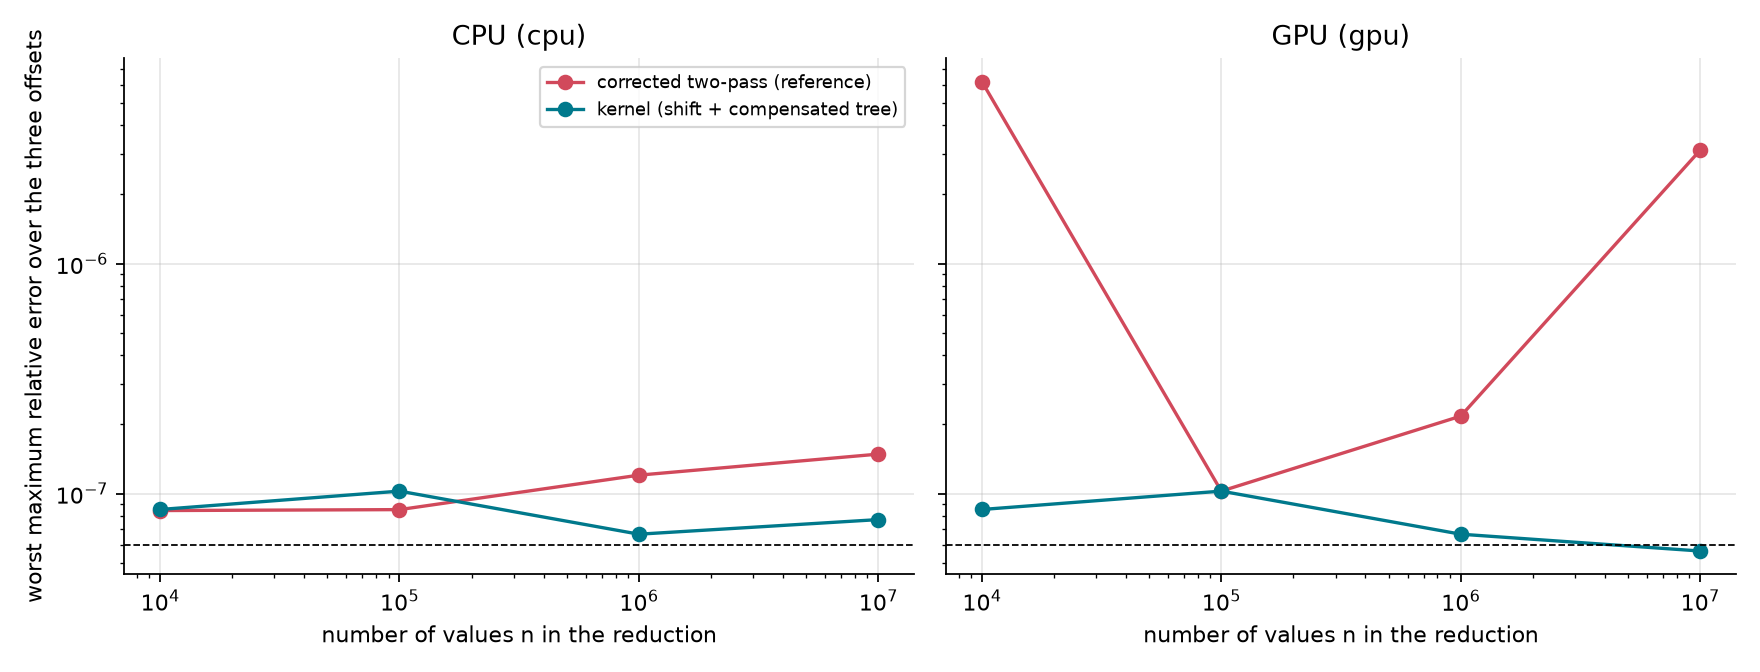 CPU (cpu)
GPU (gpu)
worst maximum relative error over the three offsets
corrected two-pass (reference)
kernel (shift + compensated tree)
10⁻⁶
10⁻⁷
10⁴ 10⁵ 10⁶ 10⁷
10⁴ 10⁵ 10⁶ 10⁷
number of values n in the reduction
number of values n in the reduction